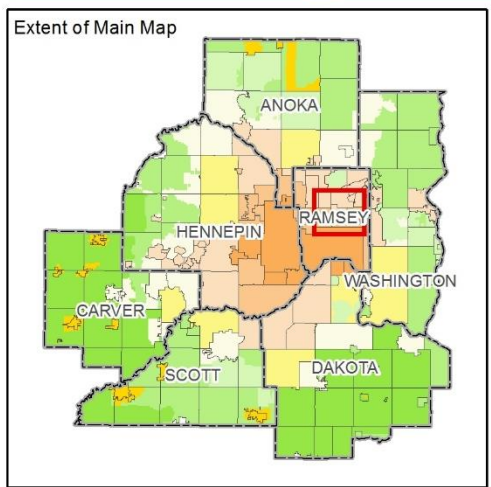 Extent of Main Map
ANOKA
HENNEPIN
RAMSEY
WASHINGTON
CARVER
SCOTT
DAKOTA